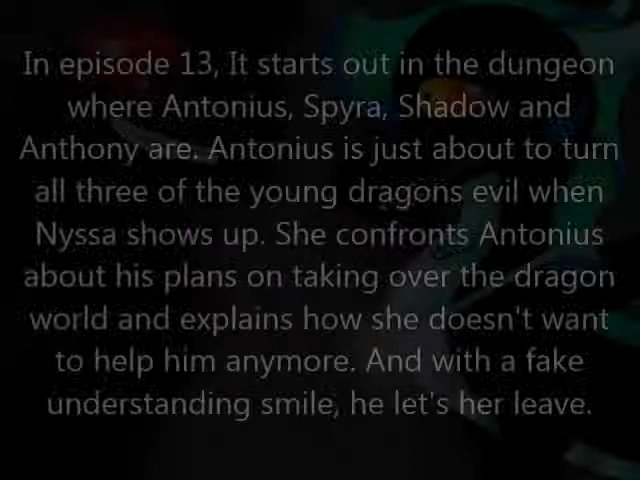 In episode 13, It starts out in the dungeon
where Antonius, Spyra, Shadow and
Anthony are. Antonius is just about to turn
all three of the young dragons evil when
Nyssa shows up. She confronts Antonius
about his plans on taking over the dragon
world and explains how she doesn't want
to help him anymore. And with a fake
understanding smile, he let's her leave.